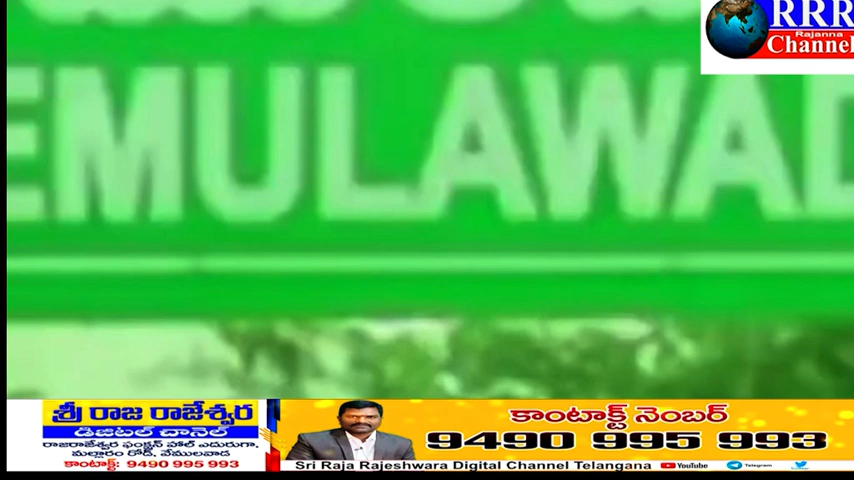 RRR
Rajanna
Channel
EMULAWAD
శ్రీ రాజ రాజేశ్వర
డిజిటల్ చానెల్
రాజరాజేశ్వర ఫంక్షన్ హాల్ ఎదురుగా,
మల్లారం రోడ్, వేములవాడ
కాంటాక్ట్: 9490 995 993
కాంటాక్ట్ నెంబర్
9490 995 993
Sri Raja Rajeshwara Digital Channel Telangana YouTube Telegram Twitter